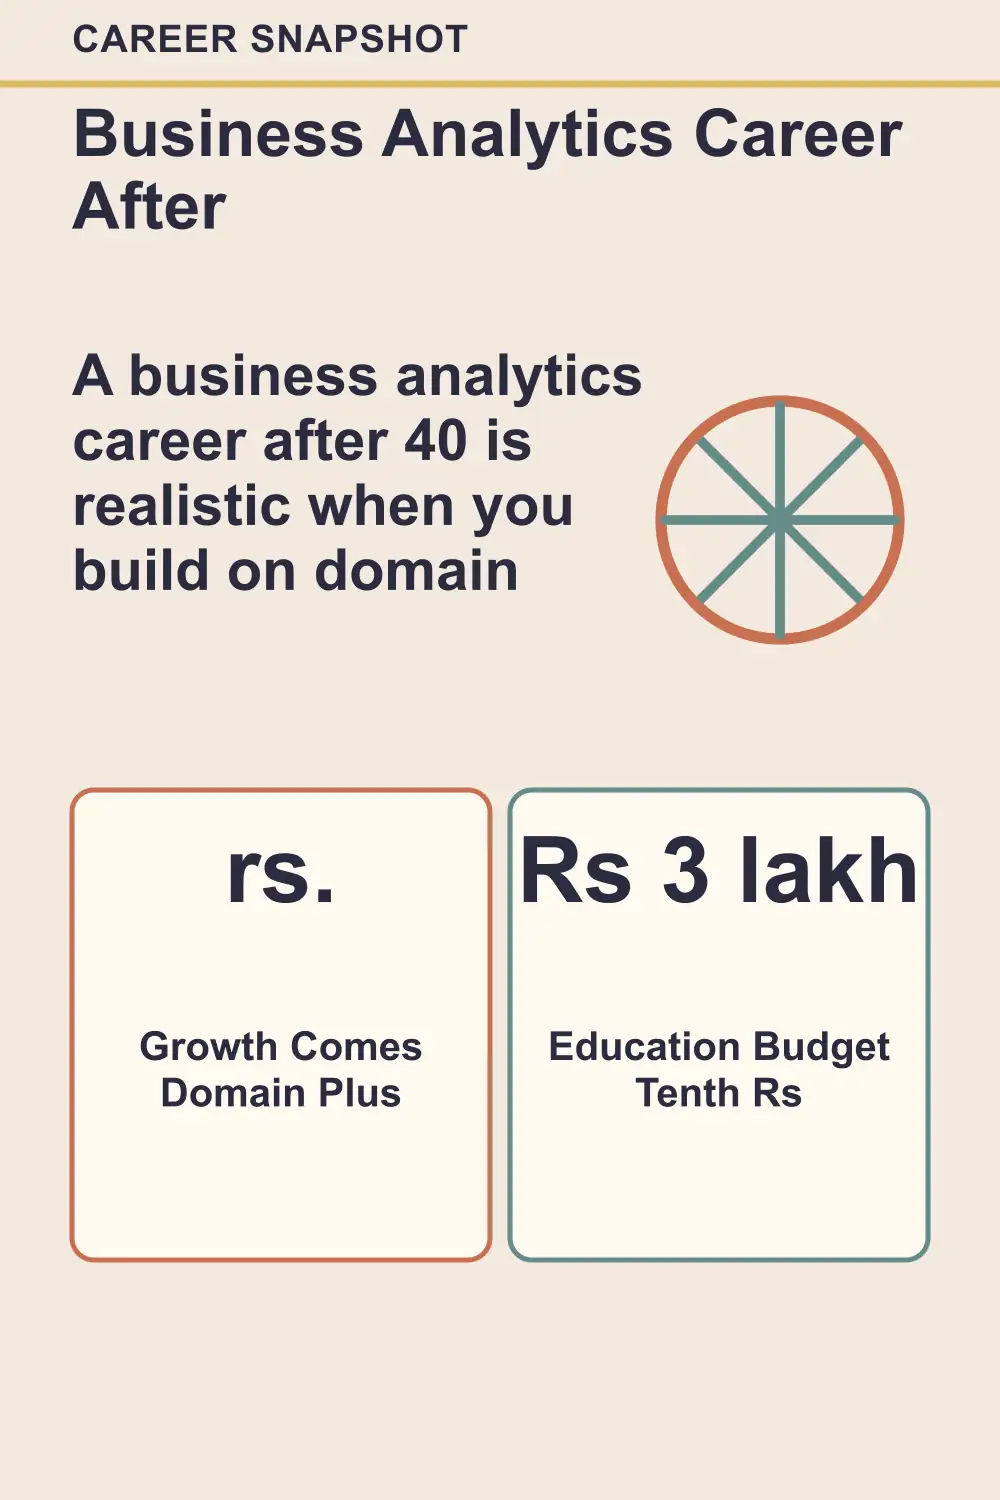 CAREER SNAPSHOT
Business Analytics Career
After
A business analytics
career after 40 is
realistic when you
build on domain
rs.
Growth Comes
Domain Plus
Rs 3 lakh
Education Budget
Tenth Rs